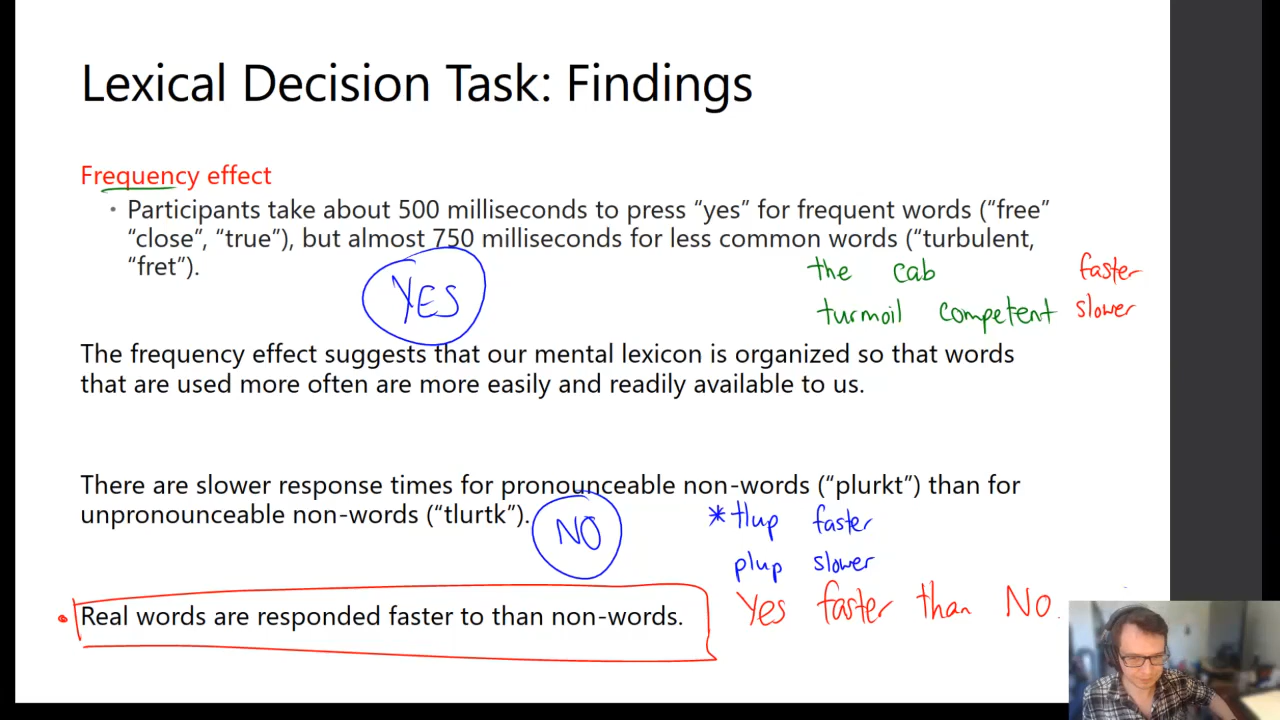 Lexical Decision Task: Findings
Frequency effect
• Participants take about 500 milliseconds to press “yes” for frequent words (“free”
“close”, “true”), but almost 750 milliseconds for less common words (“turbulent,
“fret”).
the cab faster
YES
turmoil competent slower
The frequency effect suggests that our mental lexicon is organized so that words
that are used more often are more easily and readily available to us.
There are slower response times for pronounceable non-words (“plurkt”) than for
unpronounceable non-words (“tlurtk”).
NO
*tlup faster
plup slower
Real words are responded faster to than non-words.
Yes faster than No.